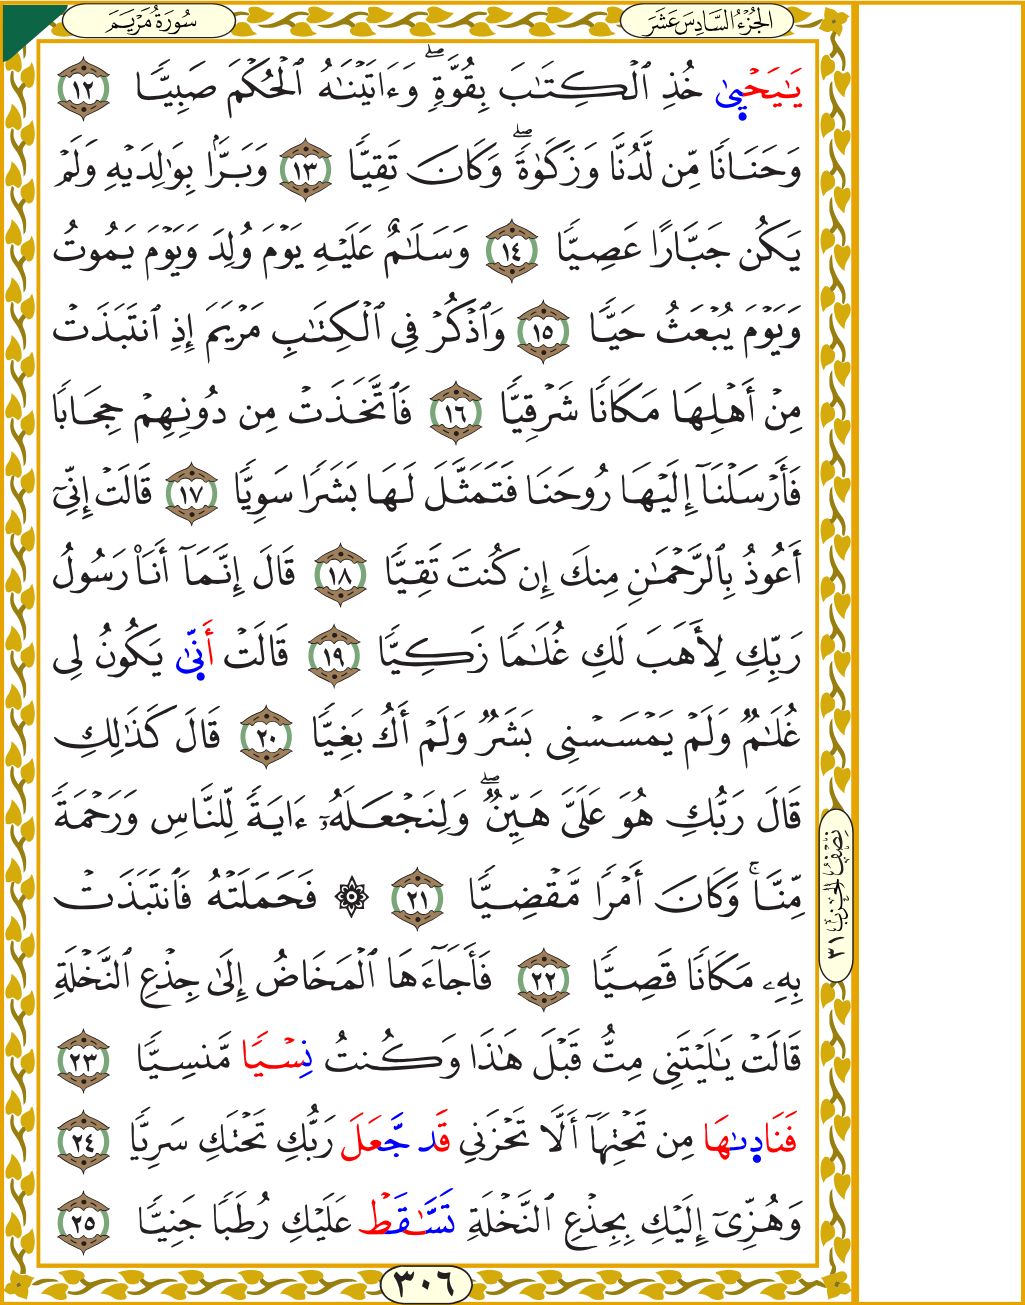 سُورَةُ مَرْيَمَ
الجُزْءُ السَّادِسَ عَشَرَ
يَـٰيَحْيىٰ خُذِ ٱلْكِتَـٰبَ بِقُوَّةٍۖ وَءَاتَيْنَـٰهُ ٱلْحُكْمَ صَبِيًّا ١٢
وَحَنَانًا مِّن لَّدُنَّا وَزَكَوٰةًۖ وَكَانَ تَقِيًّا ١٣ وَبَرًّۢا بِوَٰلِدَيْهِ وَلَمْ
يَكُن جَبَّارًا عَصِيًّا ١٤ وَسَلَـٰمٌ عَلَيْهِ يَوْمَ وُلِدَ وَيَوْمَ يَمُوتُ
وَيَوْمَ يُبْعَثُ حَيًّا ١٥ وَٱذْكُرْ فِى ٱلْكِتَـٰبِ مَرْيَمَ إِذِ ٱنتَبَذَتْ
مِنْ أَهْلِهَا مَكَانًا شَرْقِيًّا ١٦ فَٱتَّخَذَتْ مِن دُونِهِمْ حِجَابًا
فَأَرْسَلْنَآ إِلَيْهَا رُوحَنَا فَتَمَثَّلَ لَهَا بَشَرًا سَوِيًّا ١٧ قَالَتْ إِنِّىٓ
أَعُوذُ بِٱلرَّحْمَـٰنِ مِنكَ إِن كُنتَ تَقِيًّا ١٨ قَالَ إِنَّمَآ أَنَا۠ رَسُولُ
رَبِّكِ لِأَهَبَ لَكِ غُلَـٰمًا زَكِيًّا ١٩ قَالَتْ أَنّىٰ يَكُونُ لِى
غُلَـٰمٌ وَلَمْ يَمْسَسْنِى بَشَرٌ وَلَمْ أَكُ بَغِيًّا ٢٠ قَالَ كَذَٰلِكِ
قَالَ رَبُّكِ هُوَ عَلَىَّ هَيِّنٌۖ وَلِنَجْعَلَهُۥٓ ءَايَةً لِّلنَّاسِ وَرَحْمَةً
مِّنَّاۚ وَكَانَ أَمْرًا مَّقْضِيًّا ٢١ ۞ فَحَمَلَتْهُ فَٱنتَبَذَتْ
بِهِۦ مَكَانًا قَصِيًّا ٢٢ فَأَجَآءَهَا ٱلْمَخَاضُ إِلَىٰ جِذْعِ ٱلنَّخْلَةِ
قَالَتْ يَـٰلَيْتَنِى مِتُّ قَبْلَ هَـٰذَا وَكُنتُ نِسْيًا مَّنسِيًّا ٢٣
فَنَادىٰهَا مِن تَحْتِهَآ أَلَّا تَحْزَنِى قَد جَّعَلَ رَبُّكِ تَحْتَكِ سَرِيًّا ٢٤
وَهُزِّىٓ إِلَيْكِ بِجِذْعِ ٱلنَّخْلَةِ تَسَّـٰقَطْ عَلَيْكِ رُطَبًا جَنِيًّا ٢٥
نِصْفُ الحِزْبِ ٣١
٣٠٦